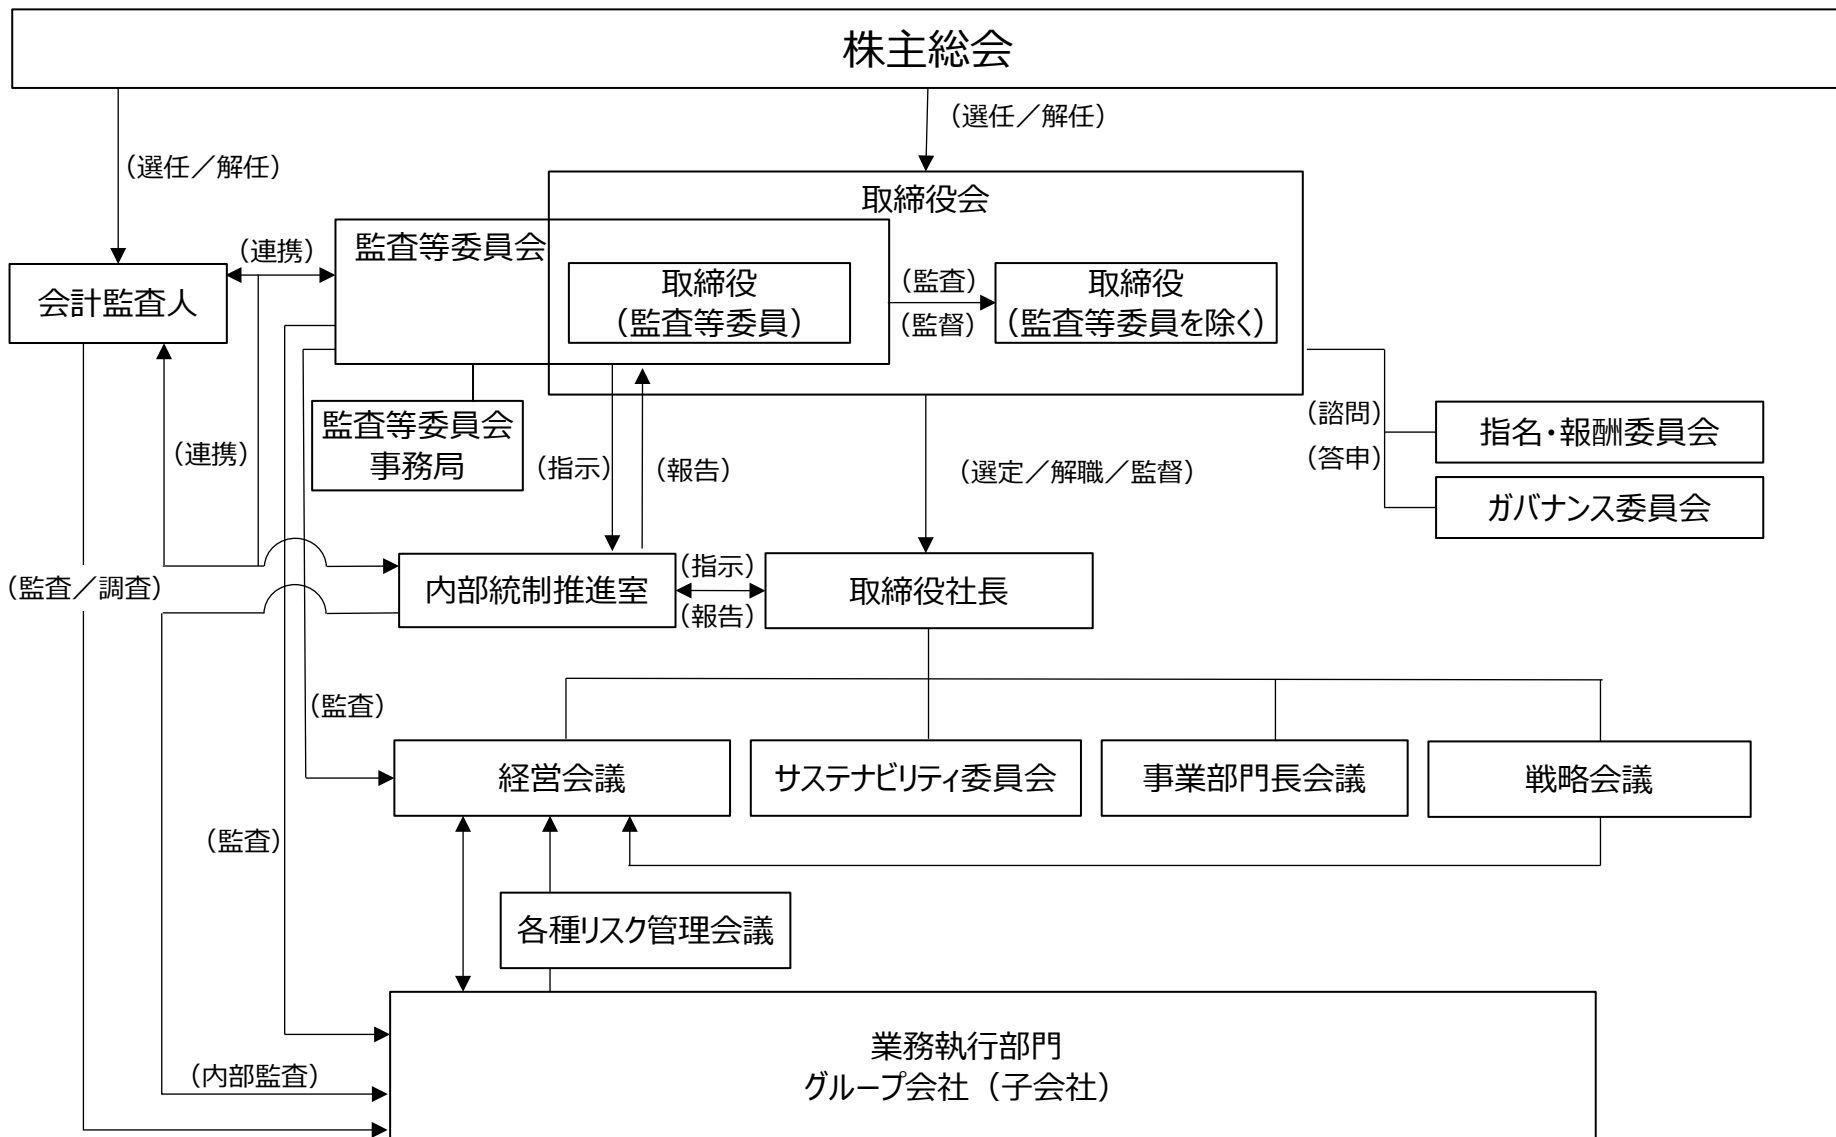 株主総会
（選任／解任）
（選任／解任）
取締役会
監査等委員会
（連携）
取締役
（監査等委員）
（監査）
（監督）
取締役
（監査等委員を除く）
会計監査人
監査等委員会
事務局
（諮問）
（答申）
指名・報酬委員会
ガバナンス委員会
（連携）
（指示）
（報告）
（選定／解職／監督）
（監査／調査）
内部統制推進室
（指示）
（報告）
取締役社長
（監査）
経営会議
サステナビリティ委員会
事業部門長会議
戦略会議
（監査）
各種リスク管理会議
業務執行部門
グループ会社（子会社）
（内部監査）